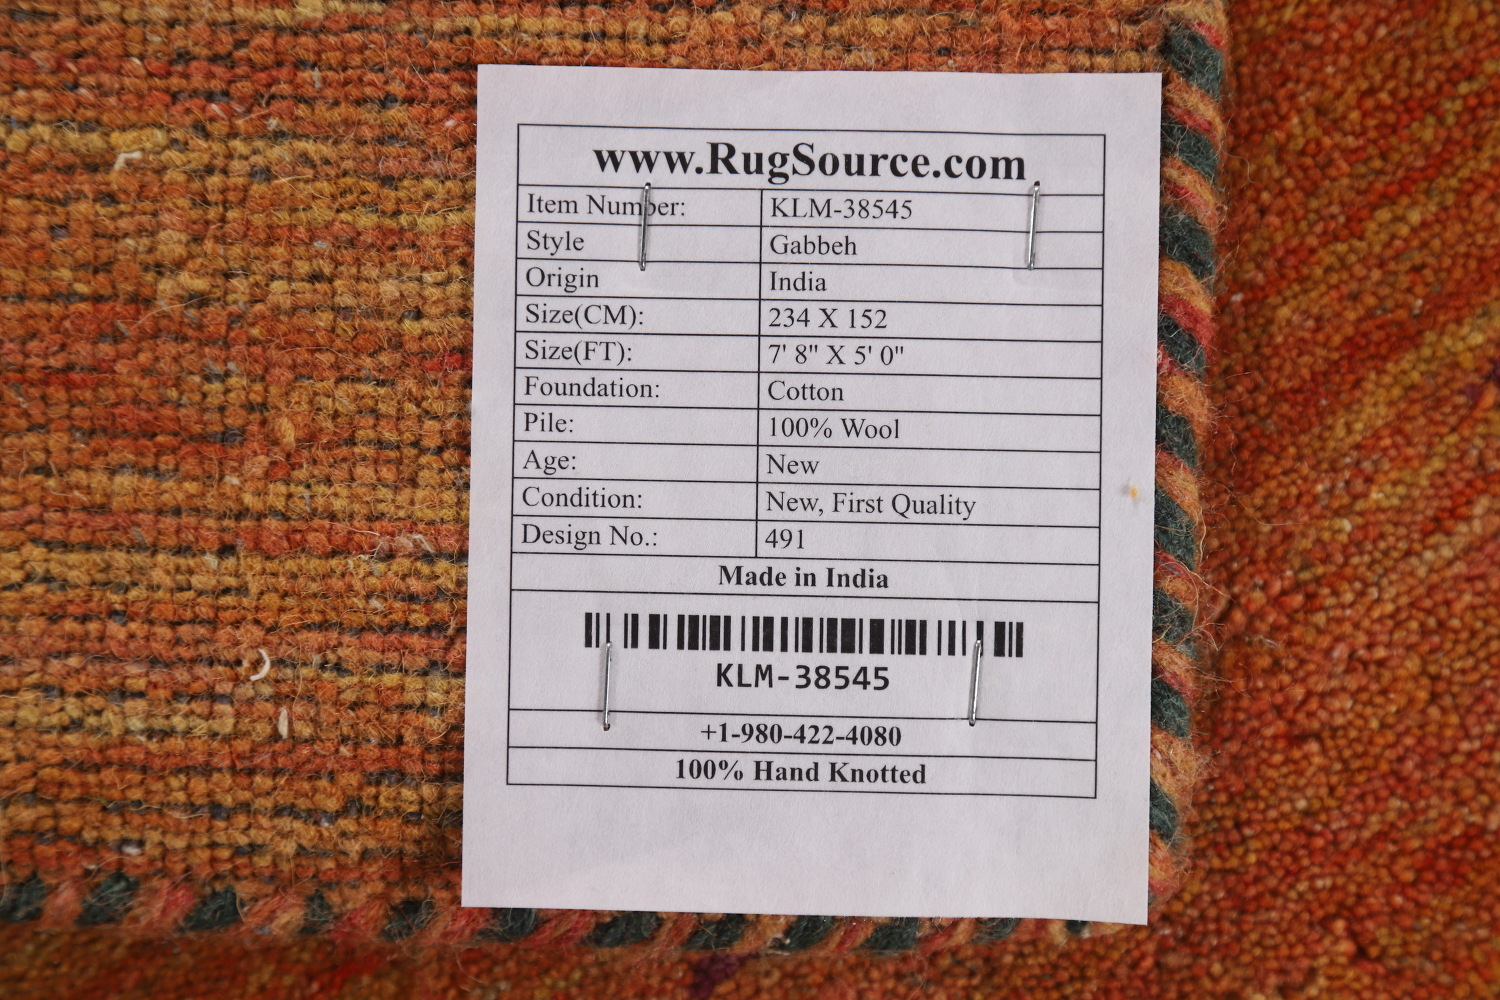 www.RugSource.com
Item Number: KLM-38545
Style Gabbeh
Origin India
Size(CM): 234 X 152
Size(FT): 7' 8" X 5' 0"
Foundation: Cotton
Pile: 100% Wool
Age: New
Condition: New, First Quality
Design No.: 491
Made in India
KLM-38545
+1-980-422-4080
100% Hand Knotted